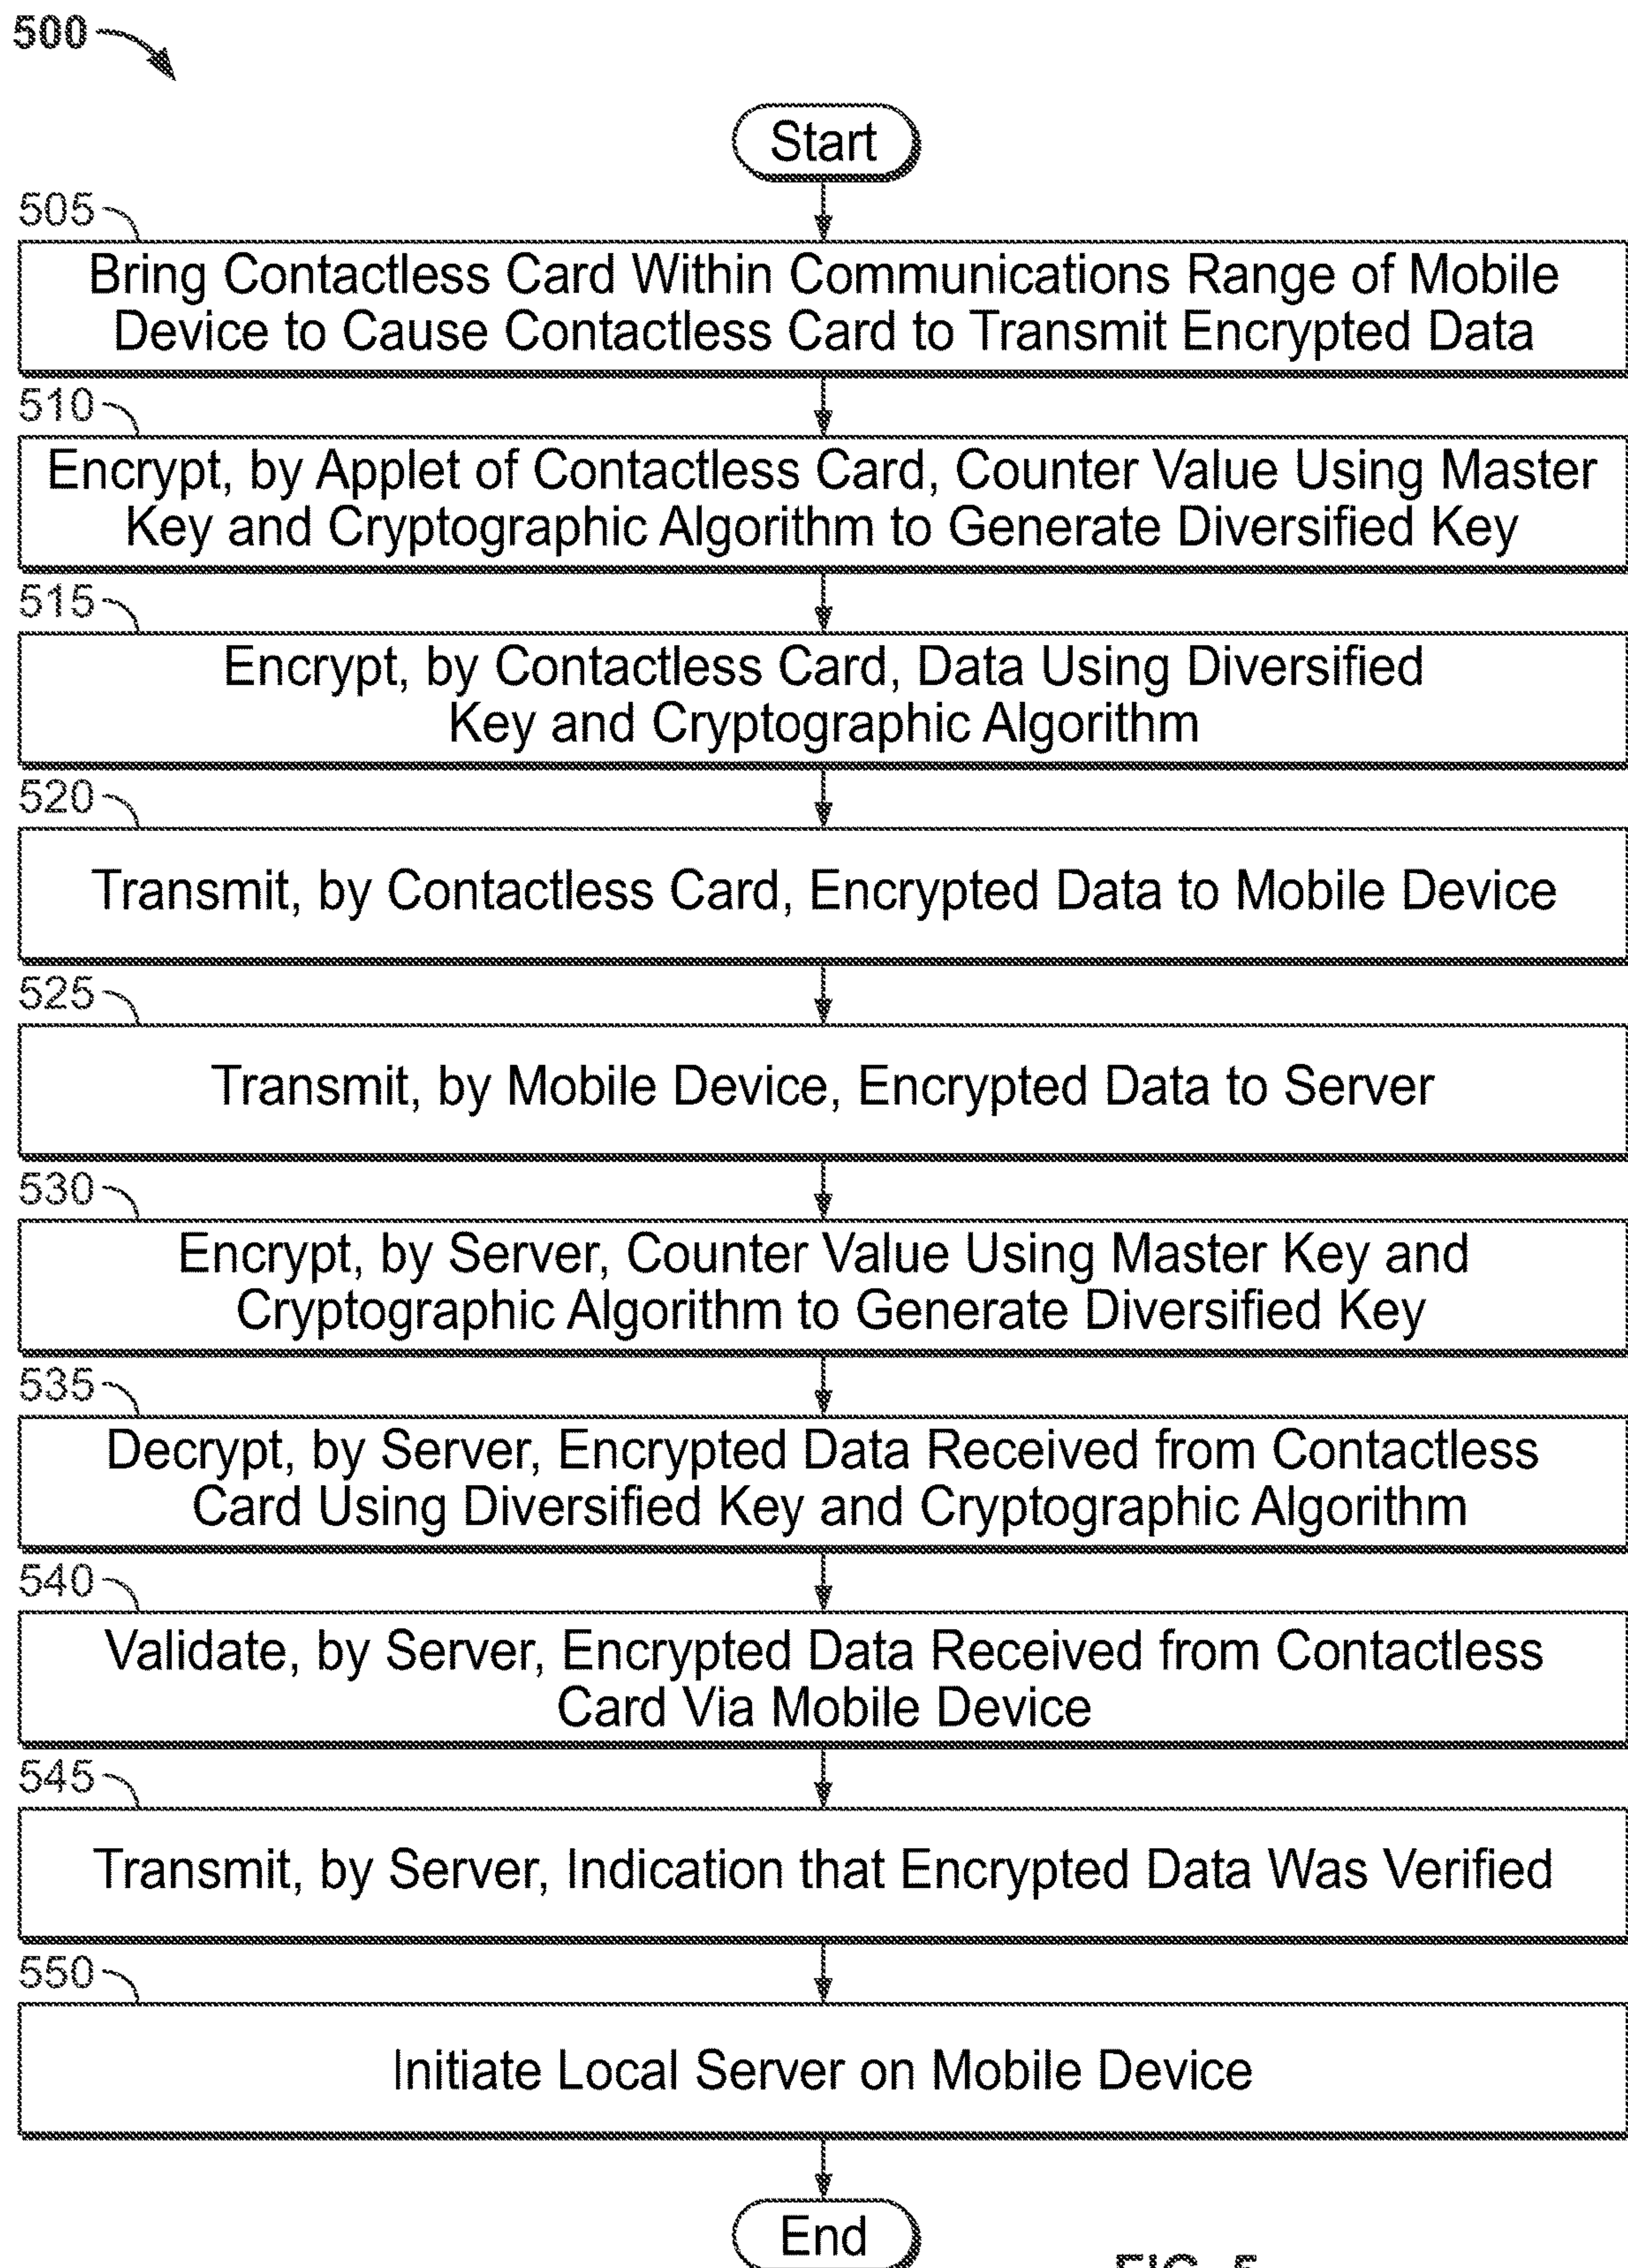 500
Start
505
Bring Contactless Card Within Communications Range of Mobile
Device to Cause Contactless Card to Transmit Encrypted Data
510
Encrypt, by Applet of Contactless Card, Counter Value Using Master
Key and Cryptographic Algorithm to Generate Diversified Key
515
Encrypt, by Contactless Card, Data Using Diversified
Key and Cryptographic Algorithm
520
Transmit, by Contactless Card, Encrypted Data to Mobile Device
525
Transmit, by Mobile Device, Encrypted Data to Server
530
Encrypt, by Server, Counter Value Using Master Key and
Cryptographic Algorithm to Generate Diversified Key
535
Decrypt, by Server, Encrypted Data Received from Contactless
Card Using Diversified Key and Cryptographic Algorithm
540
Validate, by Server, Encrypted Data Received from Contactless
Card Via Mobile Device
545
Transmit, by Server, Indication that Encrypted Data Was Verified
550
Initiate Local Server on Mobile Device
End